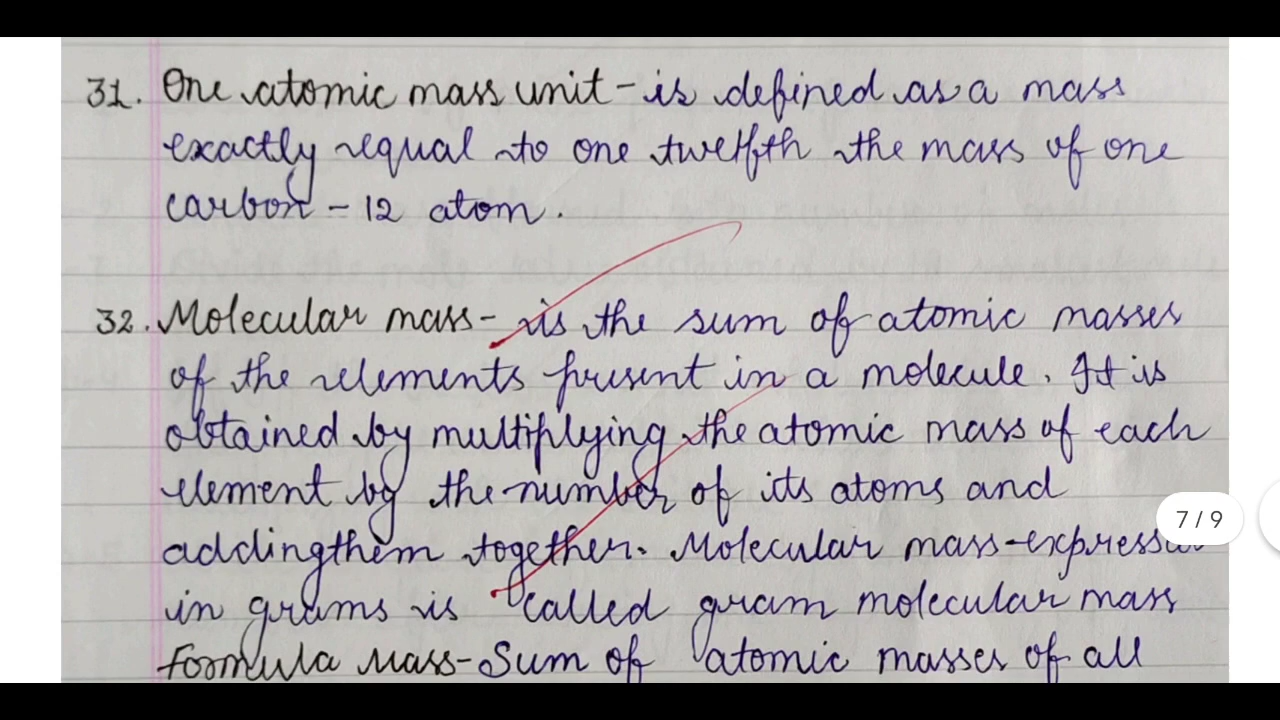 31. One atomic mass unit - is defined as a mass
exactly equal to one twelfth the mass of one
carbon - 12 atom.
32. Molecular mass - is the sum of atomic masses
of the elements present in a molecule. It is
obtained by multiplying the atomic mass of each
element by the number of its atoms and
addingthem together. Molecular mass-expressed
7 / 9
in grams is called gram molecular mass
Formula Mass - Sum of atomic masses of all